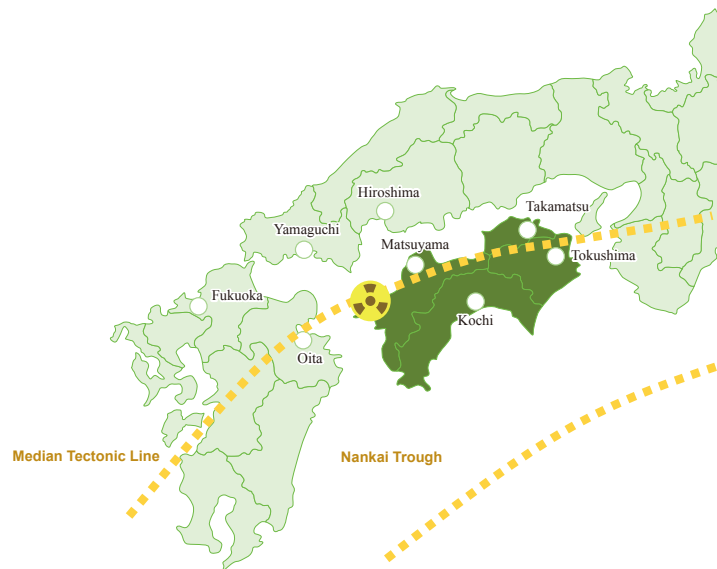 Hiroshima
Takamatsu
Yamaguchi
Matsuyama
Tokushima
Fukuoka
Kochi
Oita
Median Tectonic Line
Nankai Trough